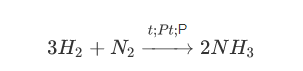 3H₂ + N₂ ⟶ 2NH₃
t;Pt;P